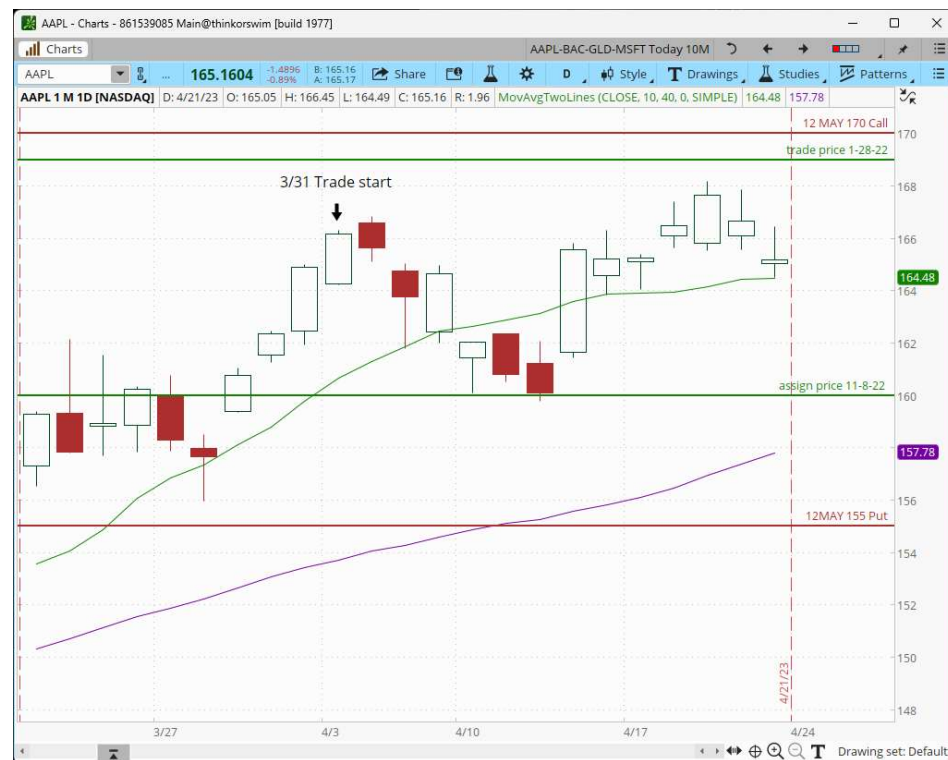 AAPL - Charts - 861539085 Main@thinkorswim [build 1977]
Charts
AAPL-BAC-GLD-MSFT Today 10M
AAPL ... 165.1604 -1.4896 -0.89% B: 165.16 A: 165.17 Share D Style T Drawings Studies Patterns
AAPL 1 M 1D [NASDAQ] D: 4/21/23 O: 165.05 H: 166.45 L: 164.49 C: 165.16 R: 1.96 MovAvgTwoLines (CLOSE, 10, 40, 0, SIMPLE) 164.48 157.78
12 MAY 170 Call
170
trade price 1-28-22
3/31 Trade start
168
166
164.48
164
162
assign price 11-8-22
160
157.78
156
12MAY 155 Put
154
152
150
4/21/23
148
3/27 4/3 4/10 4/17 4/24
T Drawing set: Default